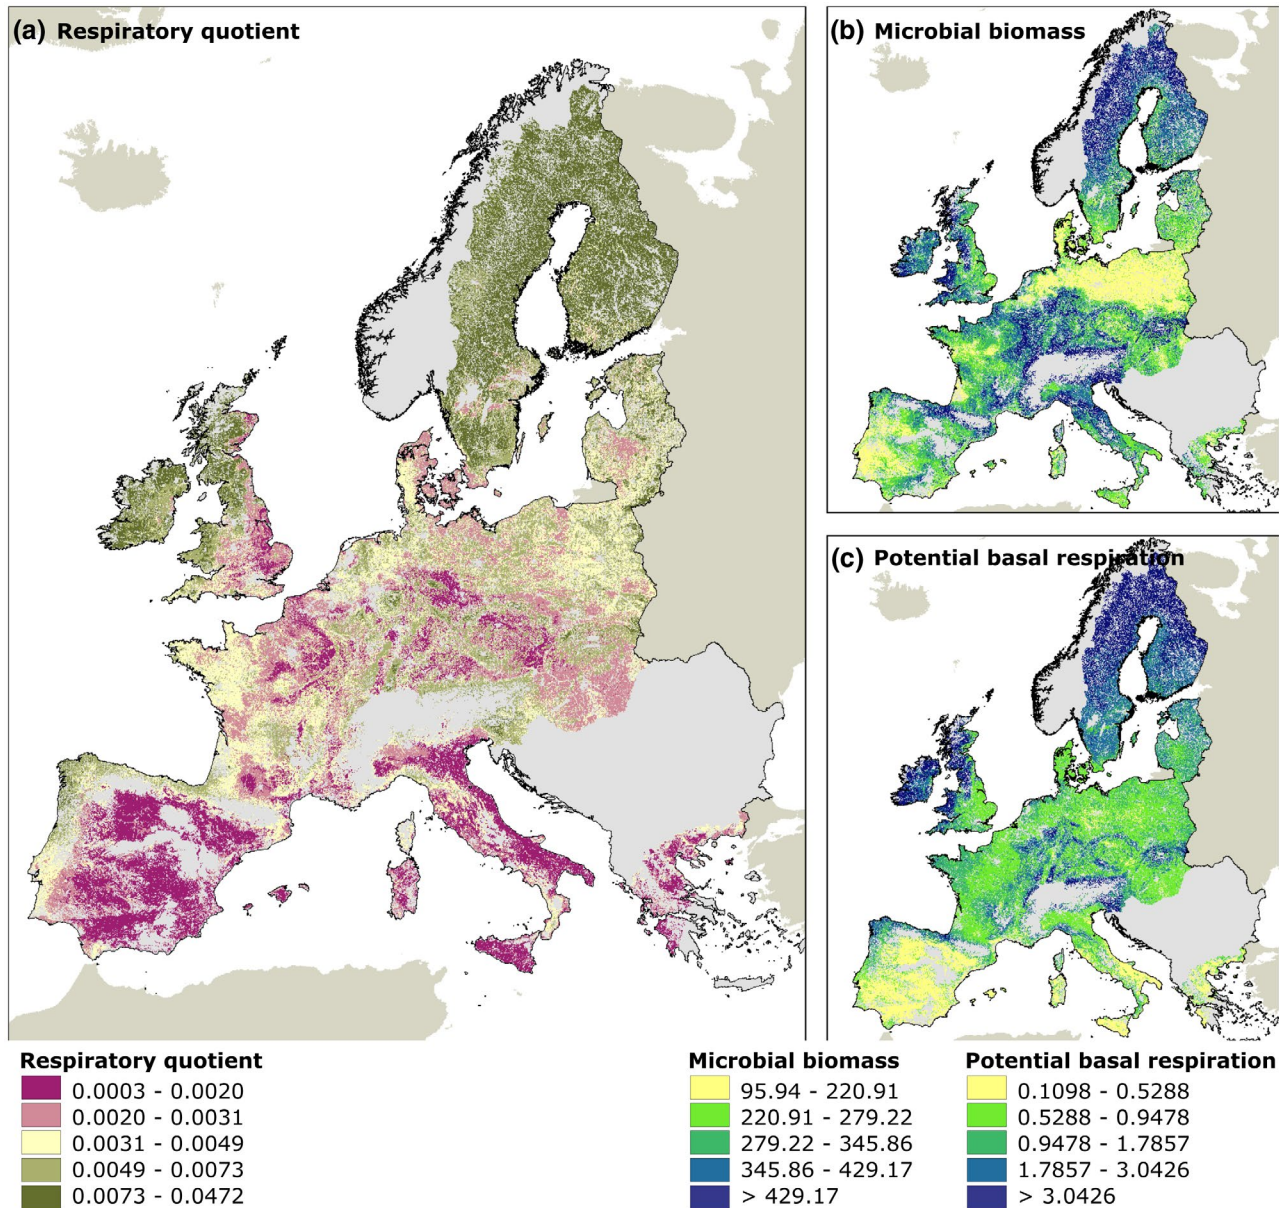 (a) Respiratory quotient
(b) Microbial biomass
(c) Potential basal respiration
Respiratory quotient
0.0003 - 0.0020
0.0020 - 0.0031
0.0031 - 0.0049
0.0049 - 0.0073
0.0073 - 0.0472
Microbial biomass
95.94 - 220.91
220.91 - 279.22
279.22 - 345.86
345.86 - 429.17
> 429.17
Potential basal respiration
0.1098 - 0.5288
0.5288 - 0.9478
0.9478 - 1.7857
1.7857 - 3.0426
> 3.0426